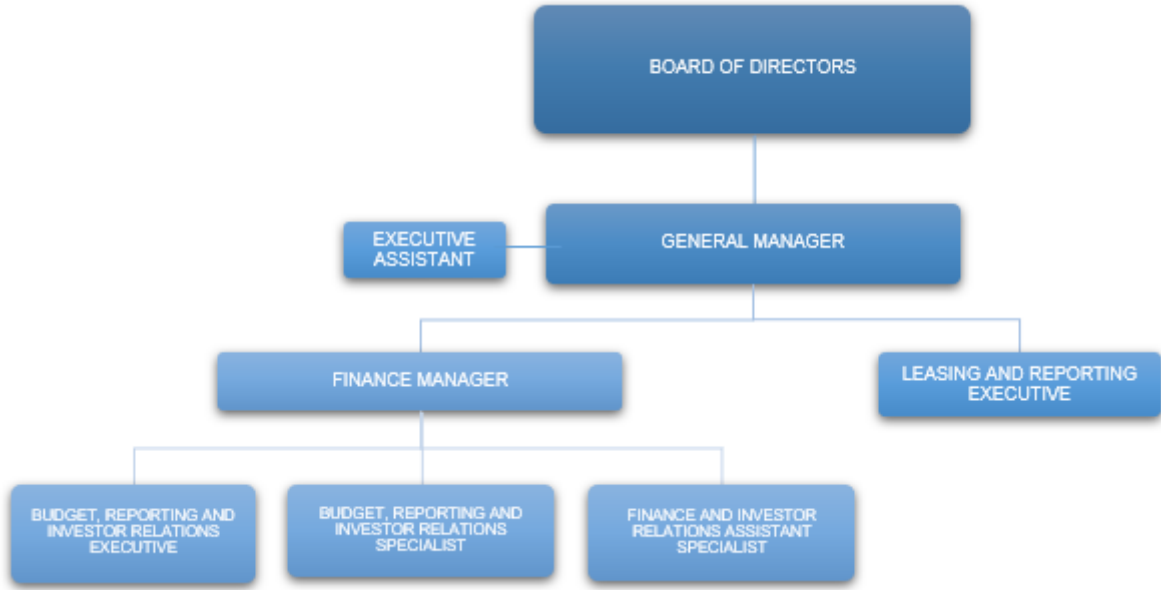 BOARD OF DIRECTORS
EXECUTIVE
ASSISTANT
GENERAL MANAGER
FINANCE MANAGER
LEASING AND REPORTING
EXECUTIVE
BUDGET, REPORTING AND
INVESTOR RELATIONS
EXECUTIVE
BUDGET, REPORTING AND
INVESTOR RELATIONS
SPECIALIST
FINANCE AND INVESTOR
RELATIONS ASSISTANT
SPECIALIST